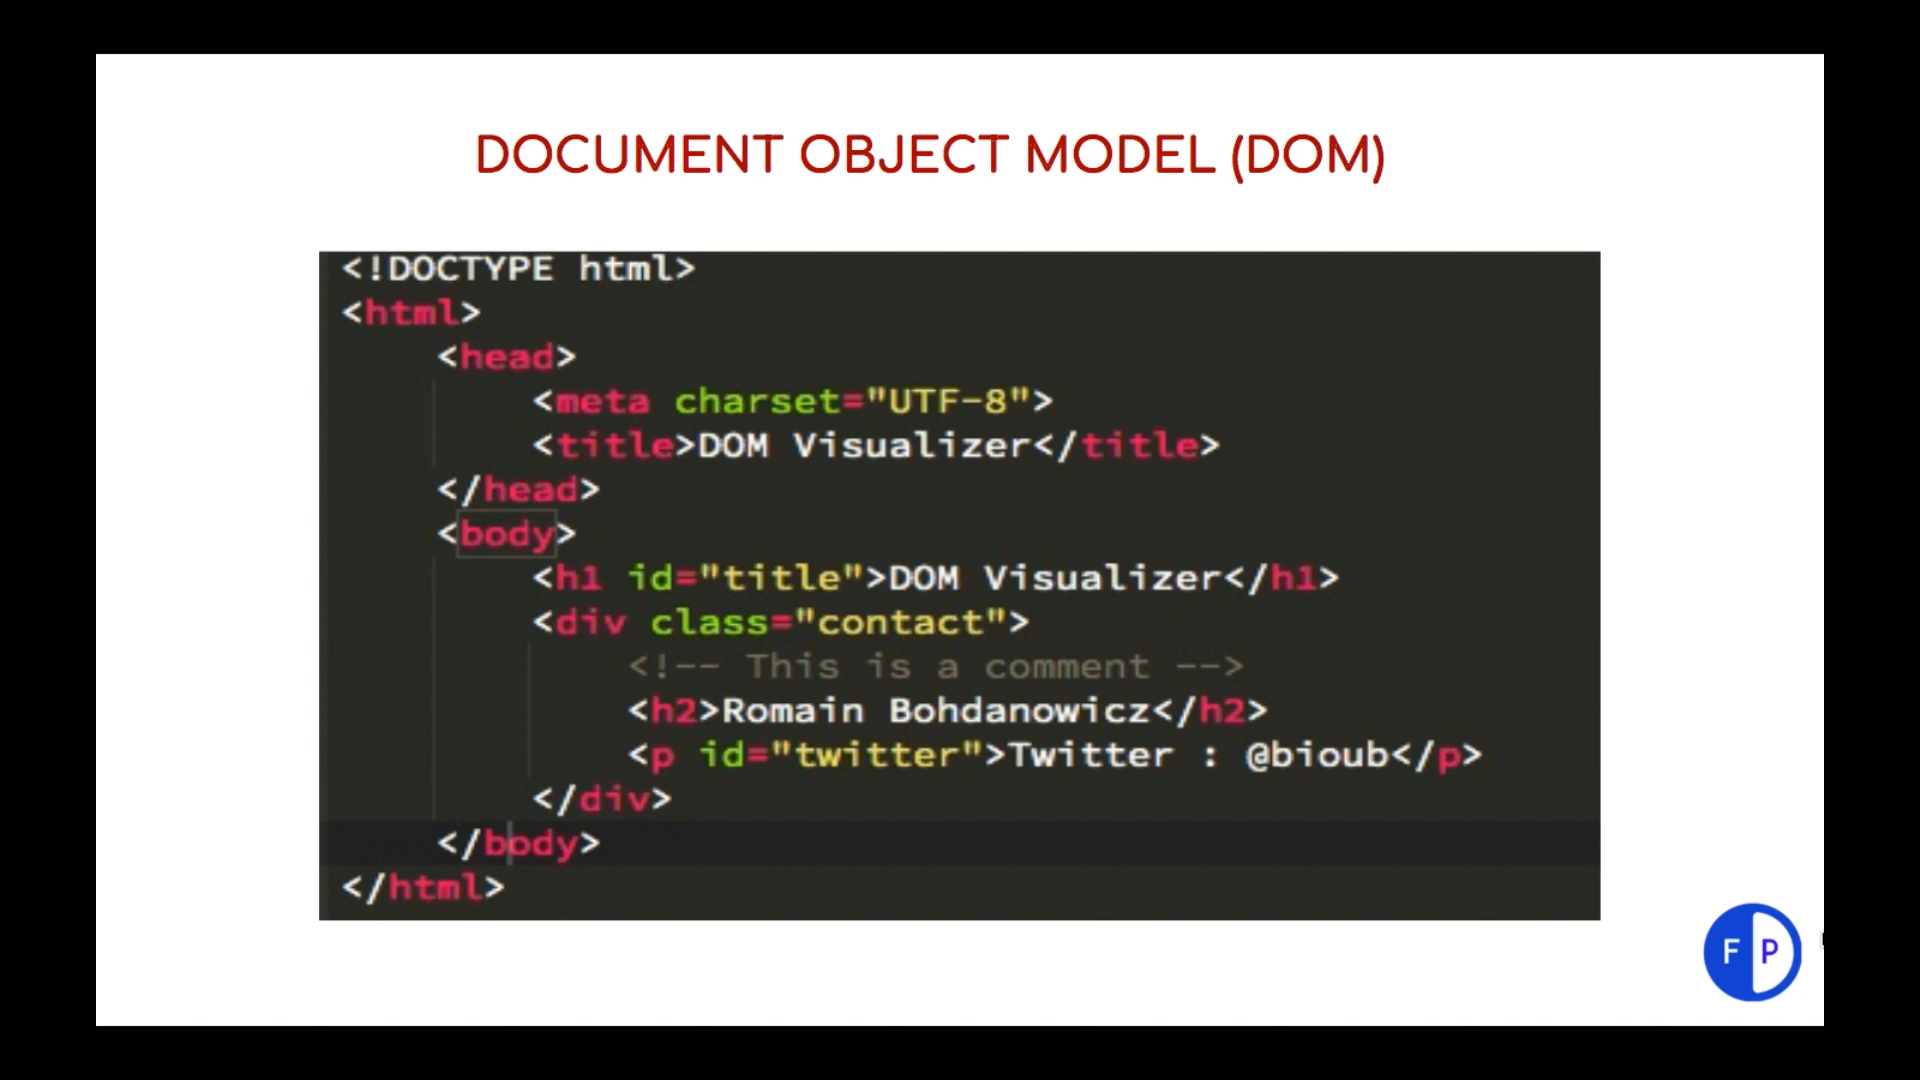 DOCUMENT OBJECT MODEL (DOM)
<!DOCTYPE html>
<html>
<head>
<meta charset="UTF-8">
<title>DOM Visualizer</title>
</head>
<body>
<h1 id="title">DOM Visualizer</h1>
<div class="contact">
<!-- This is a comment -->
<h2>Romain Bohdanowicz</h2>
<p id="twitter">Twitter : @bioub</p>
</div>
</body>
</html>
F P